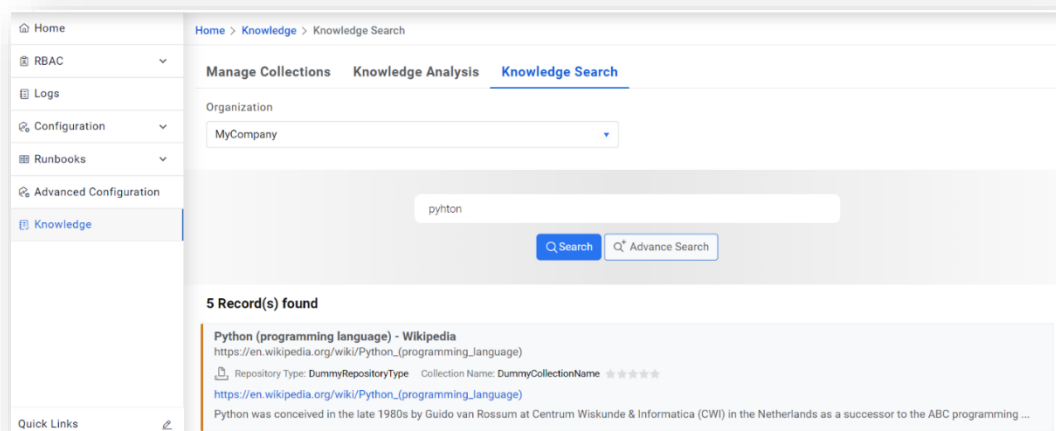 Home
RBAC
Logs
Configuration
Runbooks
Advanced Configuration
Knowledge
Quick Links
Home > Knowledge > Knowledge Search
Manage Collections Knowledge Analysis Knowledge Search
Organization
MyCompany
pyhton
Search Advance Search
5 Record(s) found
Python (programming language) - Wikipedia
https://en.wikipedia.org/wiki/Python_(programming_language)
Repository Type: DummyRepositoryType Collection Name: DummyCollectionName
https://en.wikipedia.org/wiki/Python_(programming_language)
Python was conceived in the late 1980s by Guido van Rossum at Centrum Wiskunde & Informatica (CWI) in the Netherlands as a successor to the ABC programming ...